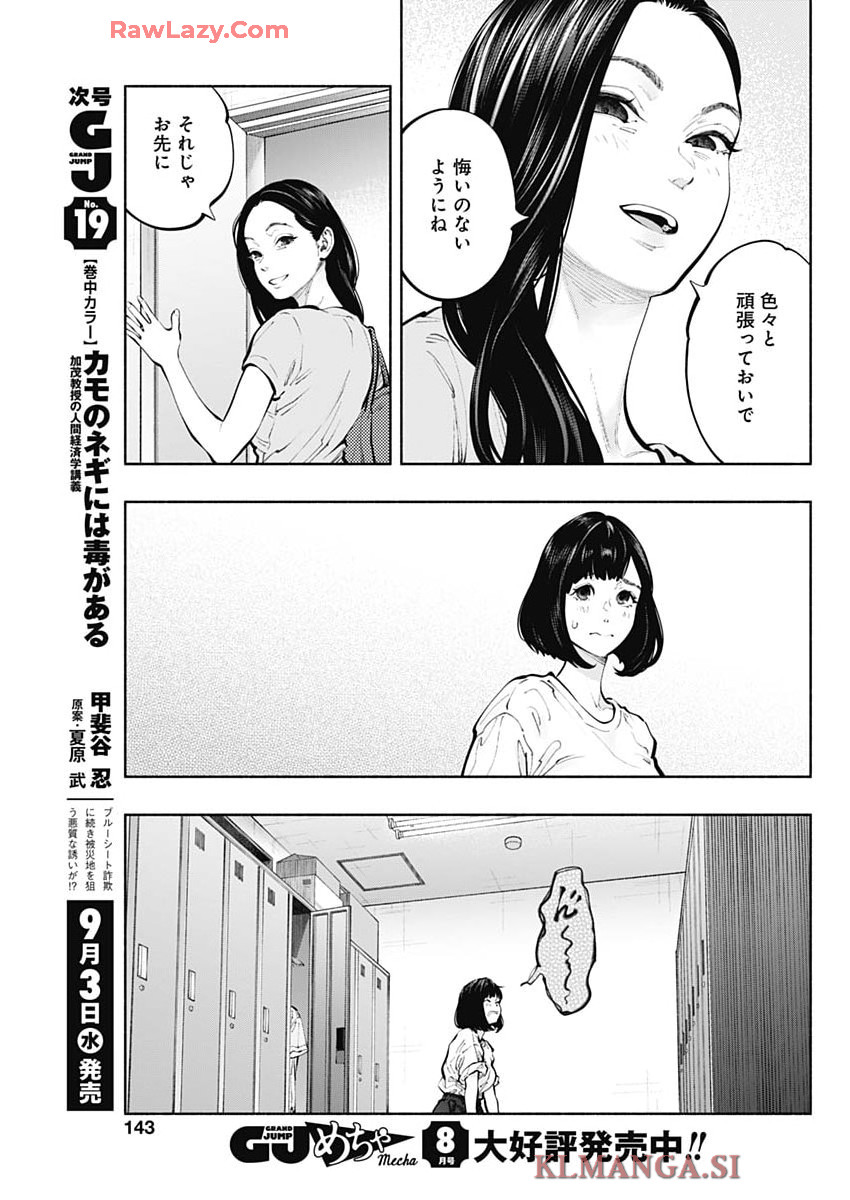 RawLazy.Com
色々と
頑張っておいで
悔いのない
ようにね
それじゃ
お先に
次号
GJ
GRAND JUMP
No.
19
[巻中カラー]
カモのネギには毒がある
加茂教授の人間経済学講義
甲斐谷 忍
原案・夏原 武
ブルーシート詐欺
に続き被災地を狙
う悪質な誘いが!?
9月3日㊌発売
143
GRAND JUMP
GJ
めちゃ
Mecha
8月号
大好評発売中!!
KLMANGA.SI